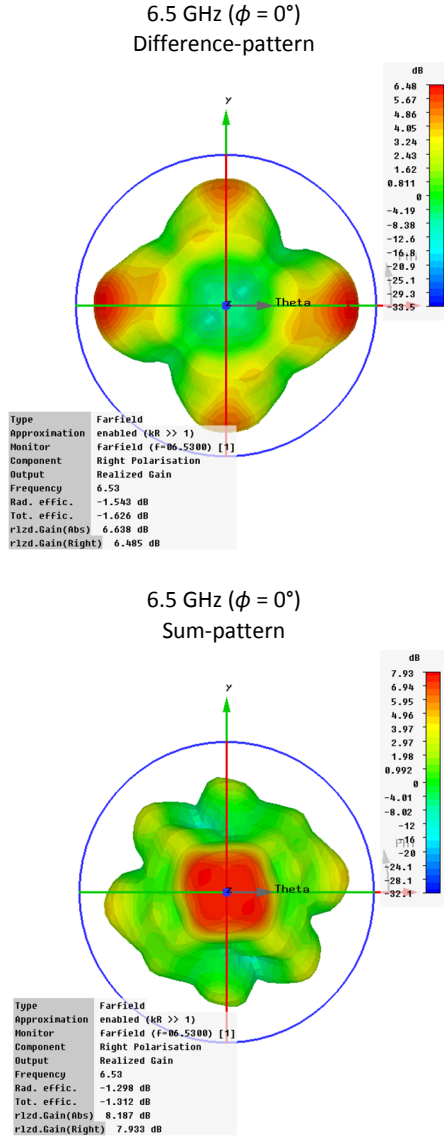 6.5 GHz (ϕ = 0°)
Difference-pattern
dB
6.48
5.67
4.86
4.05
3.24
2.43
1.62
0.811
0
-4.19
-8.38
-12.6
-16.8
-20.9
-25.1
-29.3
-33.5
y
z
Theta
Phi
Type Farfield
Approximation enabled (kR >> 1)
Monitor farfield (f=06.5300) [1]
Component Right Polarisation
Output Realized Gain
Frequency 6.53
Rad. effic. -1.543 dB
Tot. effic. -1.626 dB
rlzd.Gain(Abs) 6.638 dB
rlzd.Gain(Right) 6.485 dB
6.5 GHz (ϕ = 0°)
Sum-pattern
dB
7.93
6.94
5.95
4.96
3.97
2.97
1.98
0.992
0
-4.01
-8.02
-12
-16
-20
-24.1
-28.1
-32.1
y
z
Theta
Phi
Type Farfield
Approximation enabled (kR >> 1)
Monitor farfield (f=06.5300) [1]
Component Right Polarisation
Output Realized Gain
Frequency 6.53
Rad. effic. -1.298 dB
Tot. effic. -1.312 dB
rlzd.Gain(Abs) 8.187 dB
rlzd.Gain(Right) 7.933 dB